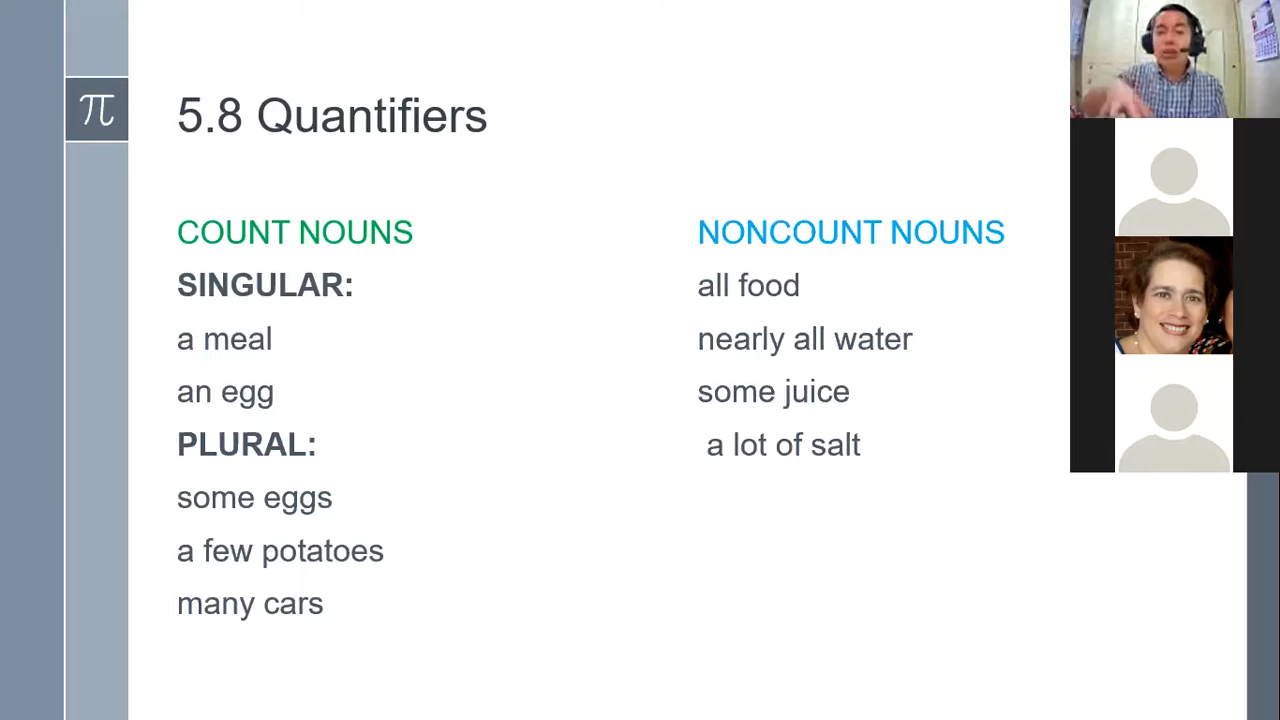 π
5.8 Quantifiers
COUNT NOUNS
SINGULAR:
a meal
an egg
PLURAL:
some eggs
a few potatoes
many cars
NONCOUNT NOUNS
all food
nearly all water
some juice
a lot of salt